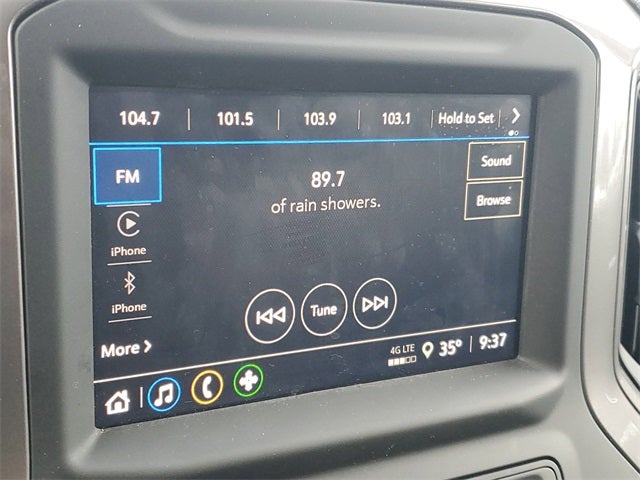 104.7 101.5 103.9 103.1 Hold to Set
FM
89.7
of rain showers.
Sound
Browse
iPhone
iPhone
Tune
More
4G LTE 35° 9:37